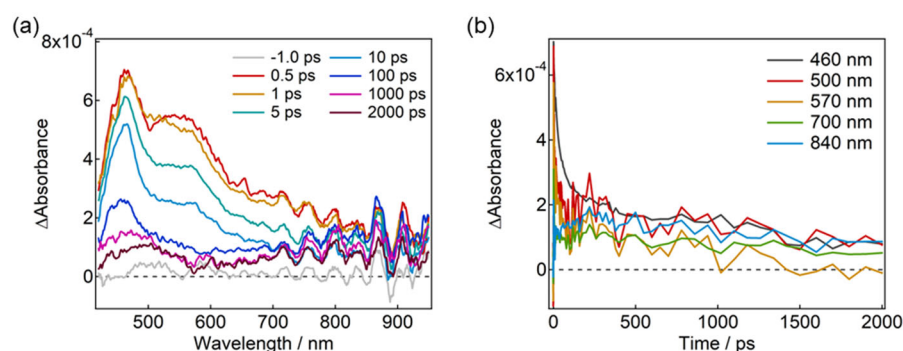 (a)
8x10⁻⁴
6
4
2
0
ΔAbsorbance
-1.0 ps
0.5 ps
1 ps
5 ps
10 ps
100 ps
1000 ps
2000 ps
500 600 700 800 900
Wavelength / nm
(b)
6x10⁻⁴
4
2
0
ΔAbsorbance
460 nm
500 nm
570 nm
700 nm
840 nm
0 500 1000 1500 2000
Time / ps